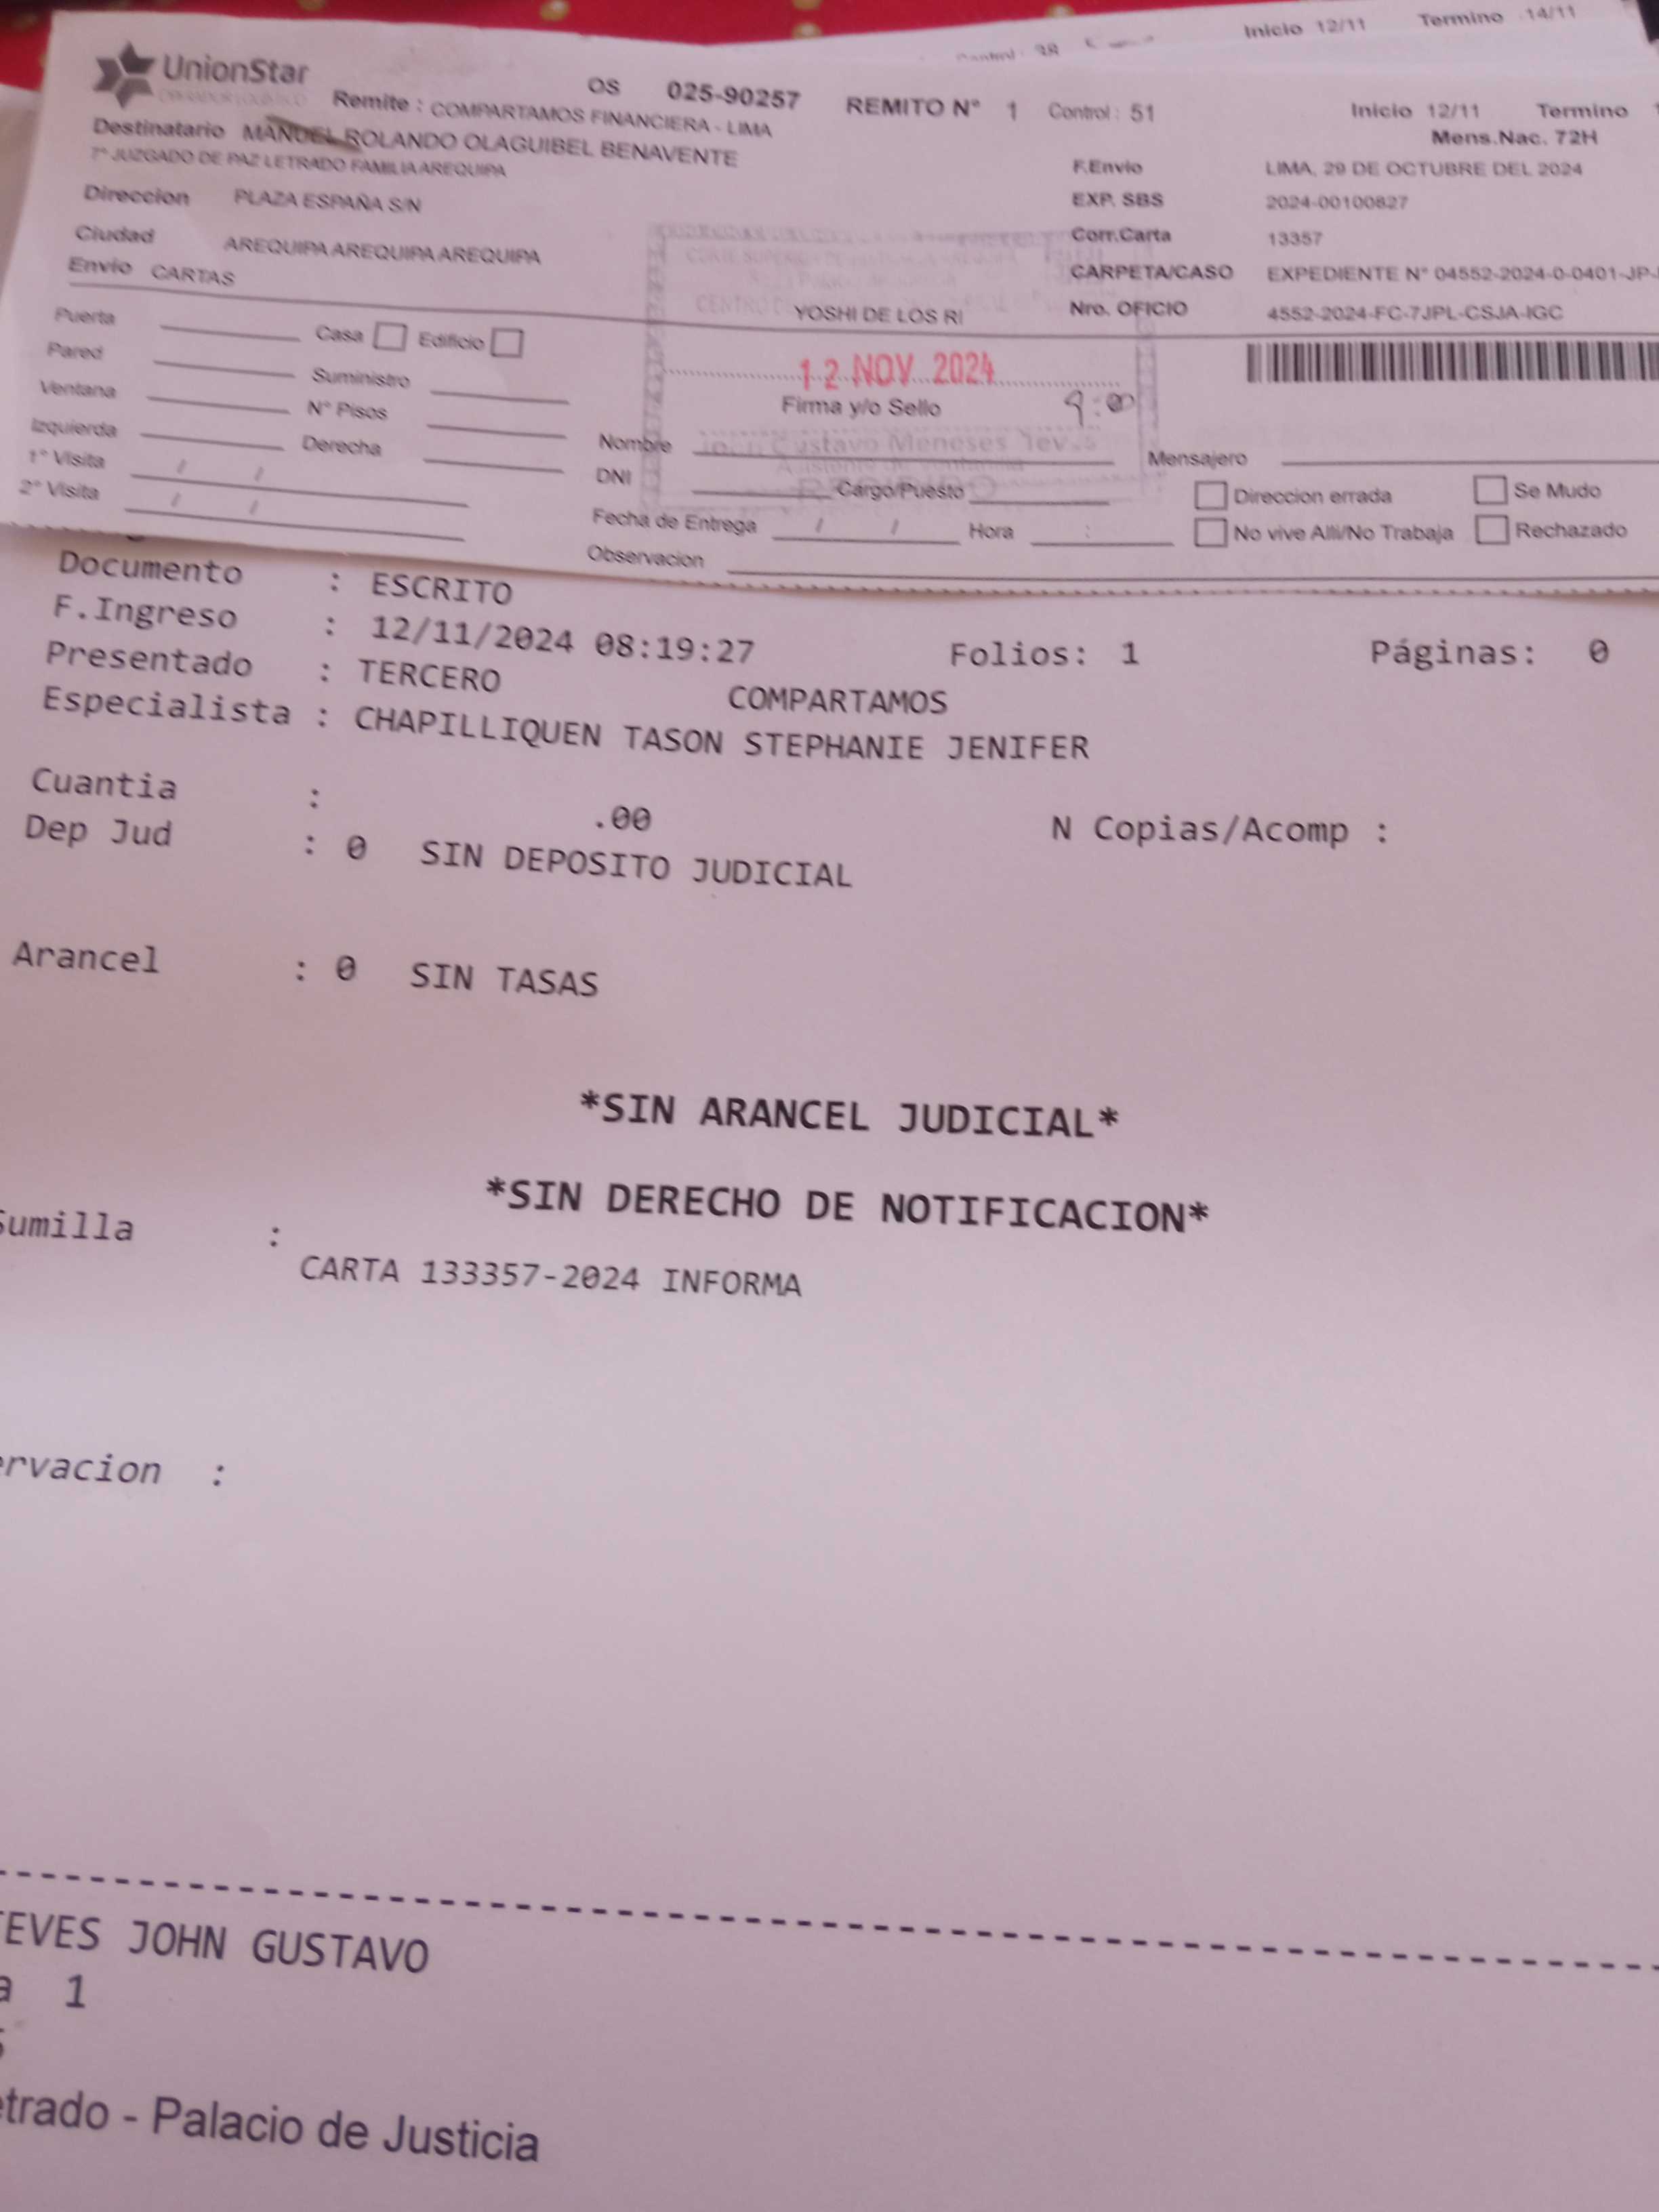 Inicio 12/11 Termino 14/11
UnionStar
OS 025-90257 REMITO N° 1 Control : 51 Inicio 12/11 Termino
Remite : COMPARTAMOS FINANCIERA - LIMA
Mens.Nac. 72H
Destinatario MANUEL ROLANDO OLAGUIBEL BENAVENTE
7° JUZGADO DE PAZ LETRADO FAMILIA AREQUIPA
F.Envio LIMA, 29 DE OCTUBRE DEL 2024
Direccion PLAZA ESPAÑA S/N
EXP. SBS 2024-00100827
Ciudad AREQUIPA AREQUIPA AREQUIPA
Corr.Carta 13357
Envio CARTAS
CARPETA/CASO EXPEDIENTE N° 04552-2024-0-0401-JP-
YOSHI DE LOS RI
Nro. OFICIO 4552-2024-FC-7JPL-CSJA-IGC
Puerta Casa Edificio
Pared Suministro
Ventana N° Pisos
Izquierda Derecha
1° Visita / /
2° Visita / /
12 NOV 2024
Firma y/o Sello 9:00
Nombre Gustavo Meneses
Mensajero
DNI Cargo/Puesto
Direccion errada Se Mudo
Fecha de Entrega / / Hora :
No vive Alli/No Trabaja Rechazado
Observacion
Documento : ESCRITO
F.Ingreso : 12/11/2024 08:19:27 Folios: 1 Páginas: 0
Presentado : TERCERO COMPARTAMOS
Especialista : CHAPILLIQUEN TASON STEPHANIE JENIFER
Cuantia : .00 N Copias/Acomp :
Dep Jud : 0 SIN DEPOSITO JUDICIAL
Arancel : 0 SIN TASAS
*SIN ARANCEL JUDICIAL*
*SIN DERECHO DE NOTIFICACION*
Sumilla :
CARTA 133357-2024 INFORMA
ervacion :
TEVES JOHN GUSTAVO
a 1
etrado - Palacio de Justicia